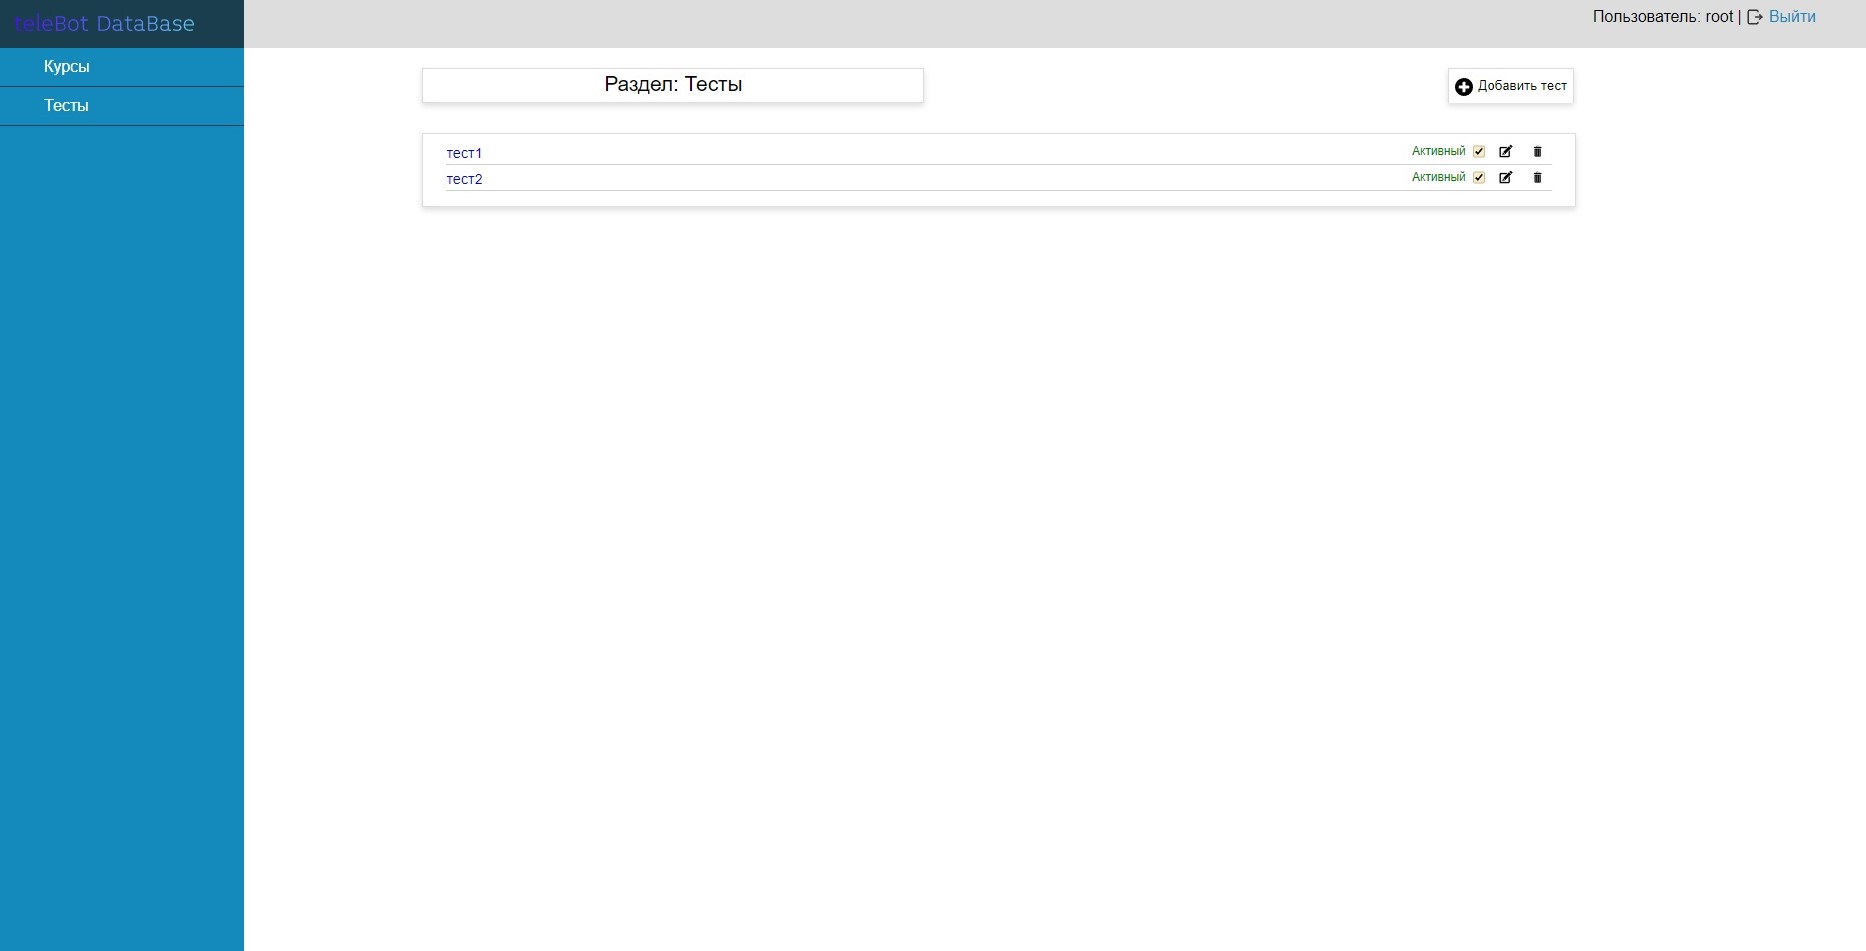 teleBot DataBase
Пользователь: root | Выйти
Курсы
Тесты
Раздел: Тесты
Добавить тест
тест1 Активный
тест2 Активный